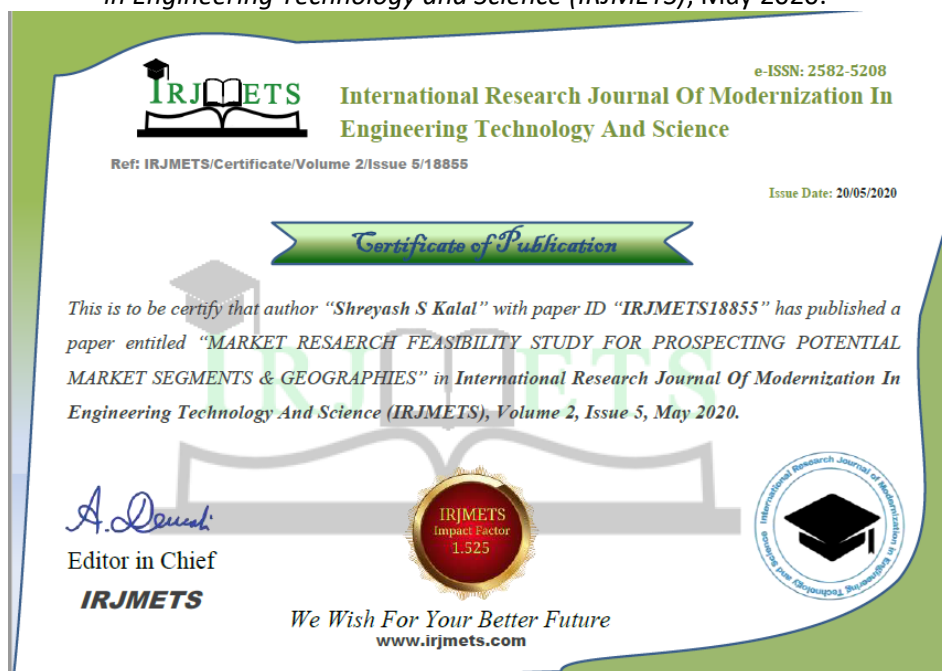 in Engineering Technology and Science (IRJMETS), May 2020.
e-ISSN: 2582-5208
IRJMETS
International Research Journal Of Modernization In
Engineering Technology And Science
Ref: IRJMETS/Certificate/Volume 2/Issue 5/18855
Issue Date: 20/05/2020
Certificate of Publication
This is to be certify that author “Shreyash S Kalal” with paper ID “IRJMETS18855” has published a
paper entitled “MARKET RESAERCH FEASIBILITY STUDY FOR PROSPECTING POTENTIAL
MARKET SEGMENTS & GEOGRAPHIES” in International Research Journal Of Modernization In
Engineering Technology And Science (IRJMETS), Volume 2, Issue 5, May 2020.
IRJMETS
A. Denushi
Editor in Chief
IRJMETS
IRJMETS
Impact Factor
1.525
International Research Journal of Modernization in Engineering Technology and Science
We Wish For Your Better Future
www.irjmets.com